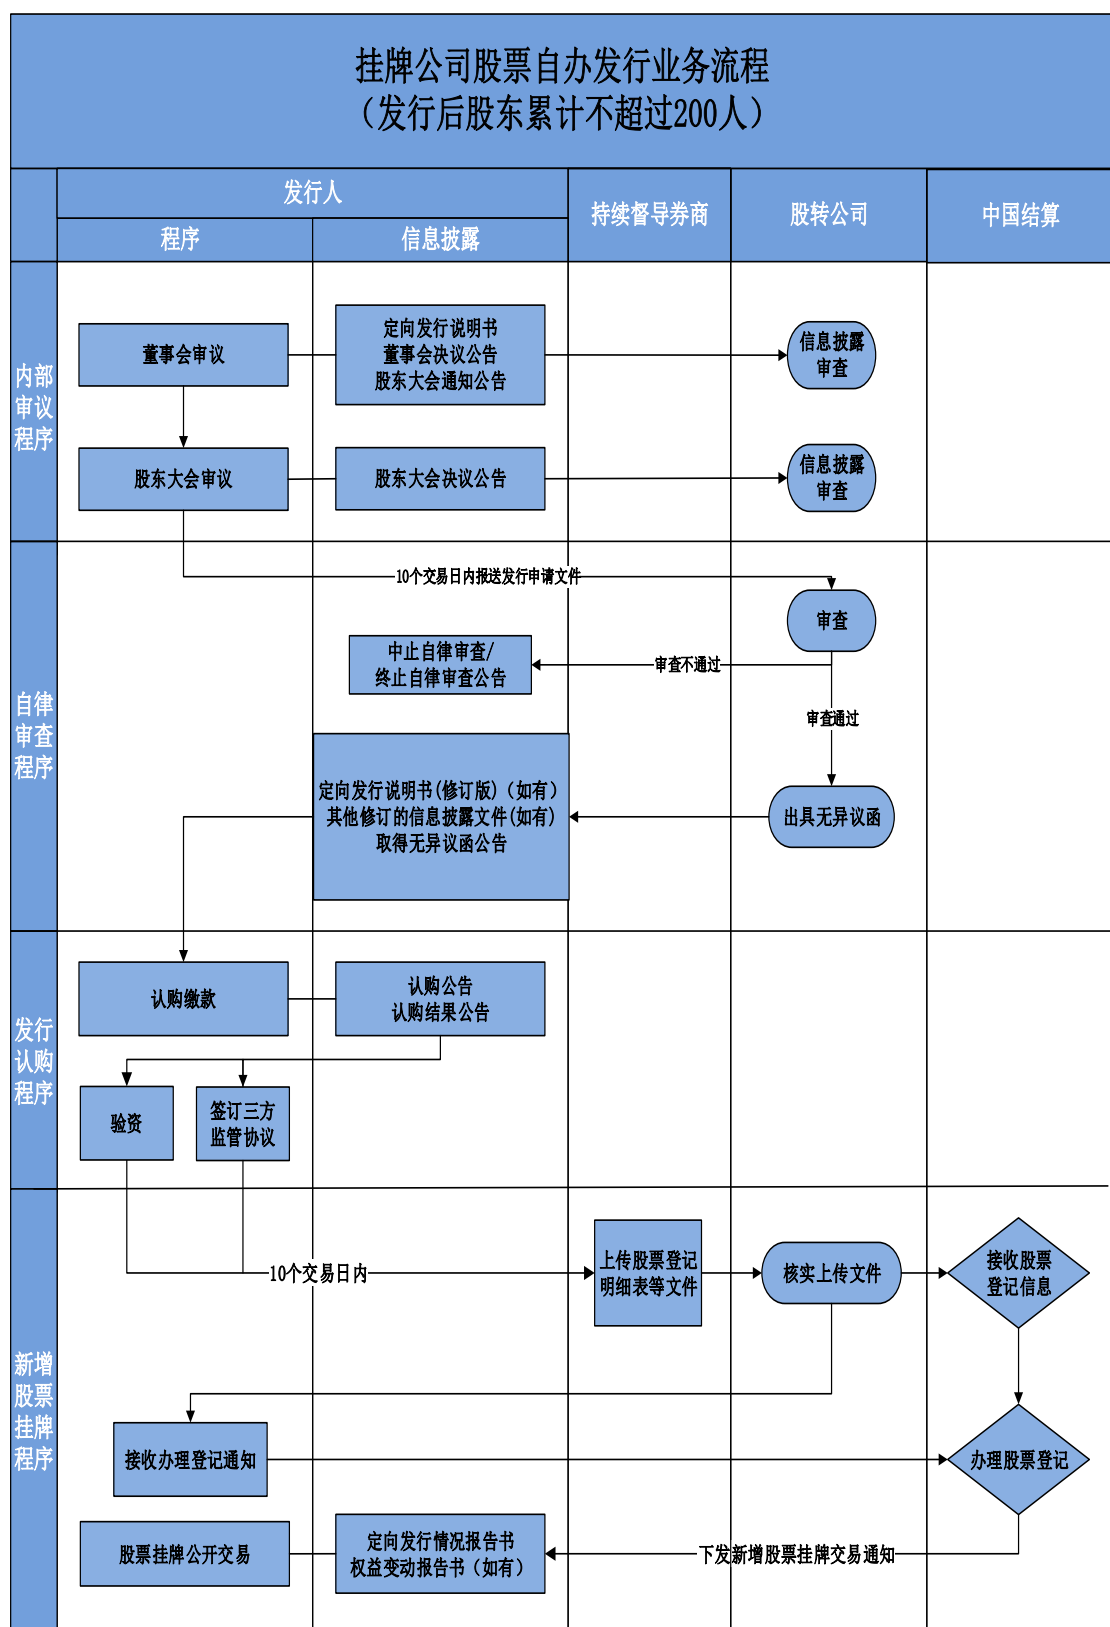 挂牌公司股票自办发行业务流程
（发行后股东累计不超过200人）
发行人
持续督导券商
股转公司
中国结算
程序
信息披露
内部
审议
程序
董事会审议
定向发行说明书
董事会决议公告
股东大会通知公告
信息披露
审查
股东大会审议
股东大会决议公告
信息披露
审查
自律
审查
程序
10个交易日内报送发行申请文件
审查
中止自律审查/
终止自律审查公告
审查不通过
审查通过
定向发行说明书(修订版)（如有）
其他修订的信息披露文件(如有)
取得无异议函公告
出具无异议函
发行
认购
程序
认购缴款
认购公告
认购结果公告
验资
签订三方
监管协议
新增
股票
挂牌
程序
10个交易日内
上传股票登记
明细表等文件
核实上传文件
接收股票
登记信息
接收办理登记通知
办理股票登记
股票挂牌公开交易
定向发行情况报告书
权益变动报告书（如有）
下发新增股票挂牌交易通知